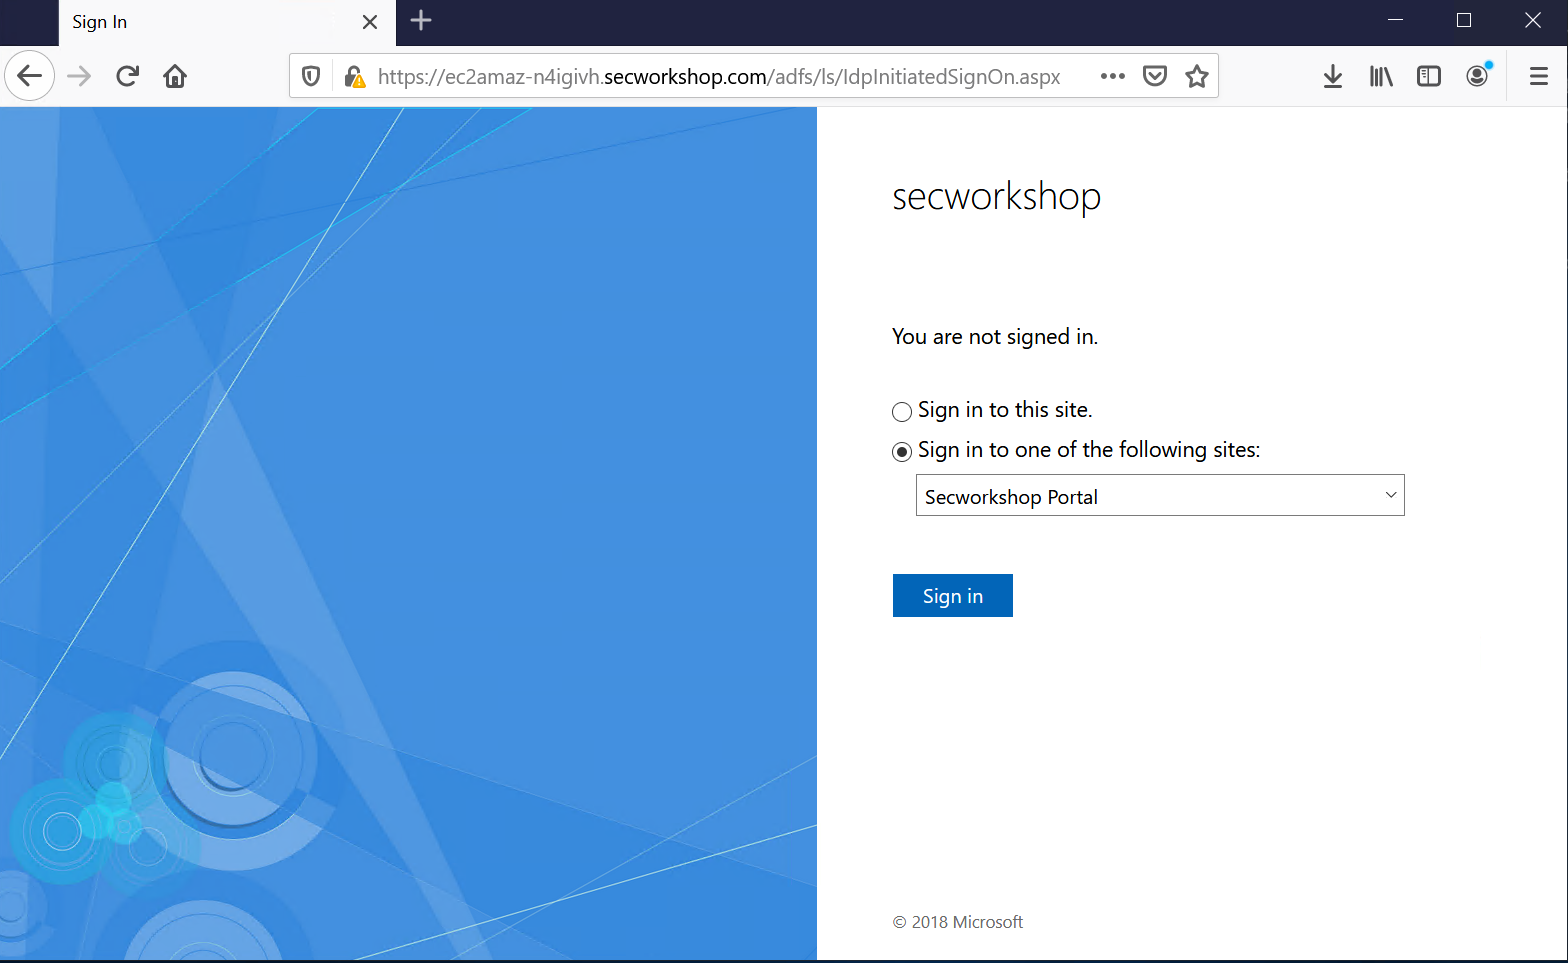 Sign In
https://ec2amaz-n4igivh.secworkshop.com/adfs/ls/IdpInitiatedSignOn.aspx
secworkshop
You are not signed in.
Sign in to this site.
Sign in to one of the following sites:
Secworkshop Portal
Sign in
© 2018 Microsoft